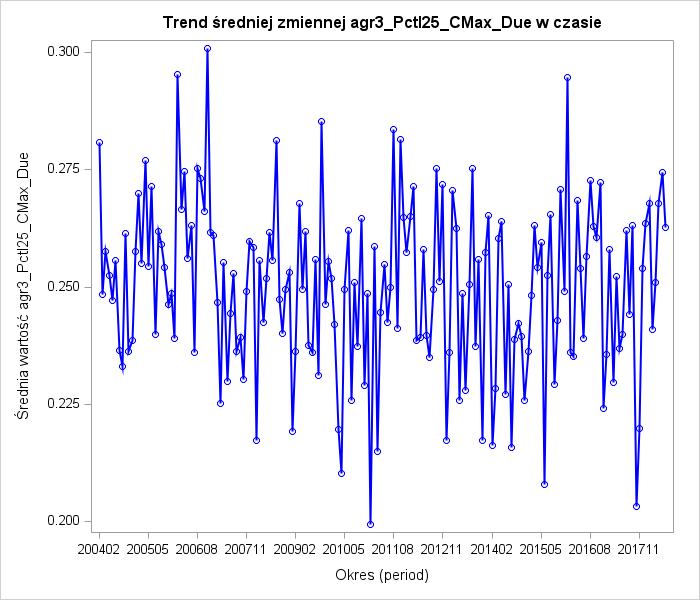 Trend średniej zmiennej agr3_Pctl25_CMax_Due w czasie
Średnia wartość agr3_Pctl25_CMax_Due
0.300
0.275
0.250
0.225
0.200
200402 200505 200608 200711 200902 201005 201108 201211 201402 201505 201608 201711
Okres (period)